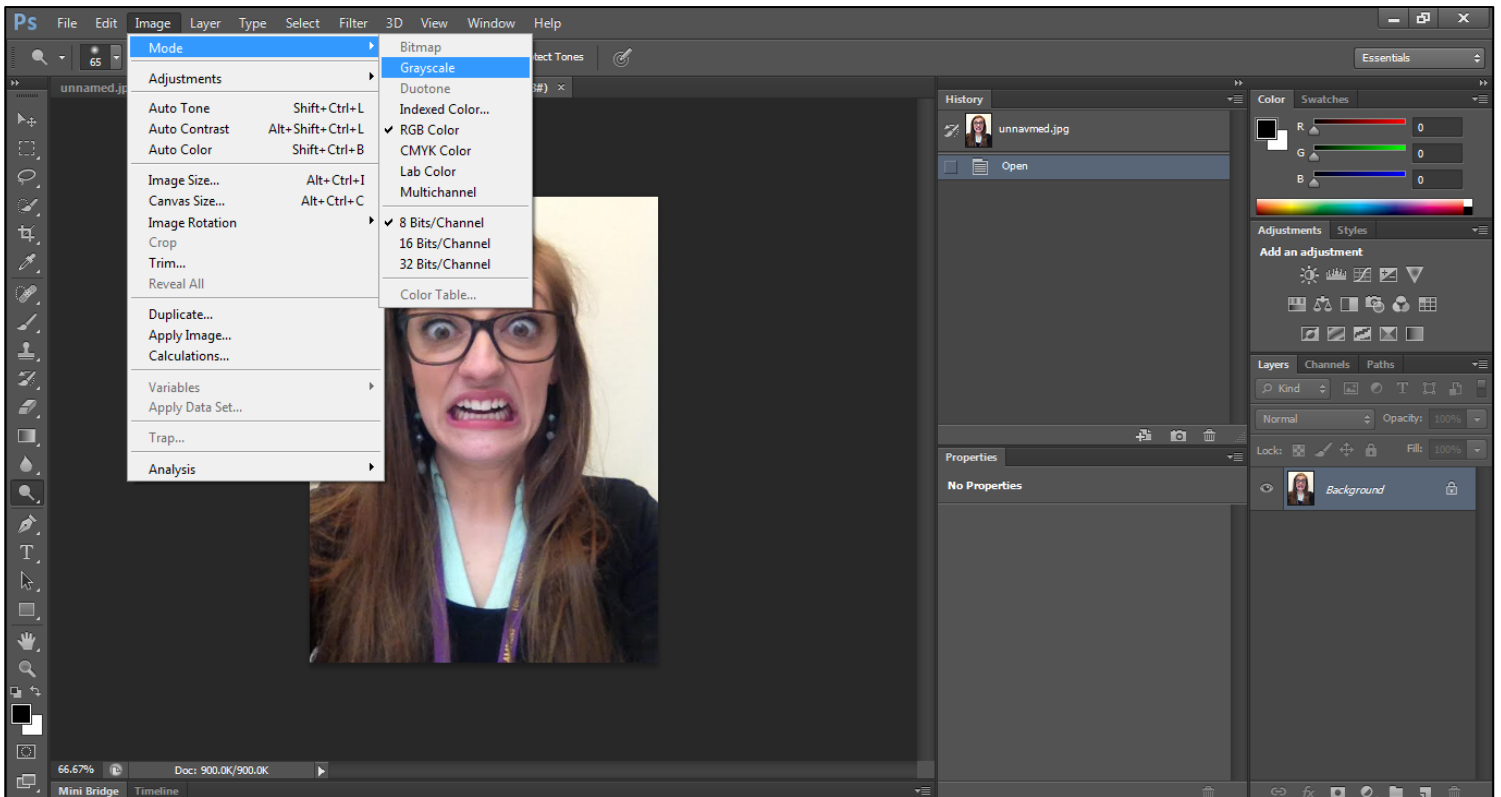 Ps File Edit Image Layer Type Select Filter 3D View Window Help
65 tect Tones Essentials
unnamed.jp 3#) ×
Mode
Adjustments
Auto Tone Shift+Ctrl+L
Auto Contrast Alt+Shift+Ctrl+L
Auto Color Shift+Ctrl+B
Image Size... Alt+Ctrl+I
Canvas Size... Alt+Ctrl+C
Image Rotation
Crop
Trim...
Reveal All
Duplicate...
Apply Image...
Calculations...
Variables
Apply Data Set...
Trap...
Analysis
Bitmap
Grayscale
Duotone
Indexed Color...
RGB Color
CMYK Color
Lab Color
Multichannel
8 Bits/Channel
16 Bits/Channel
32 Bits/Channel
Color Table...
History
unnavmed.jpg
Open
Properties
No Properties
Color Swatches
R 0
G 0
B 0
Adjustments Styles
Add an adjustment
Layers Channels Paths
Kind
Normal Opacity: 100%
Lock: Fill: 100%
Background
66.67% Doc: 900.0K/900.0K
Mini Bridge Timeline